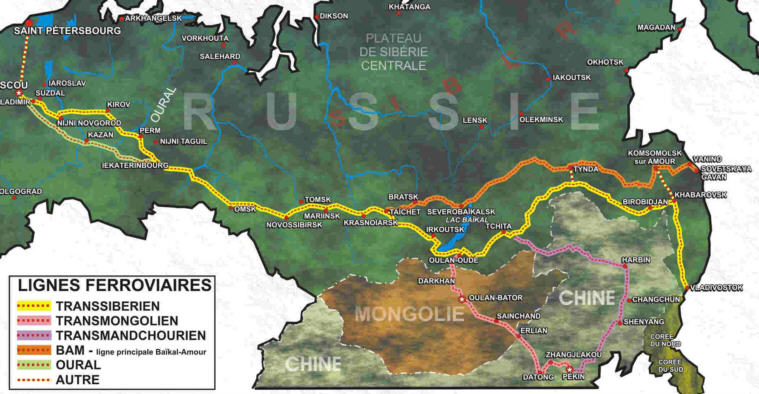 KHATANGA
DIKSON
ARKHANGELSK
SAINT PÉTERSBOURG
MAGADAN
VORKHOUTA
PLATEAU
DE SIBÉRIE
CENTRALE
SALEHARD
OKHOTSK
SCOU
IAROSLAV
SUZDAL
IAKOUTSK
LADIMIR
KIROV
OURAL
RUSSIE
NIJNI NOVGOROD
LENSK
OLEKMINSK
PERM
KAZAN
NIJNI TAGUIL
KOMSOMOLSK
sur AMOUR
VANINO
IEKATERINBOURG
TYNDA
SOVETSKAYA
GAVAN
OLGOGRAD
BRATSK
KHABAROVSK
TOMSK
TAICHET
SEVEROBAÏKALSK
BIROBIDJAN
OMSK
MARIINSK
LAC BAÏKAL
NOVOSSIBIRSK
KRASNOIARSK
IRKOUTSK
TCHITA
OULAN-OUDE
HARBIN
DARKHAN
LIGNES FERROVIAIRES
VLADIVOSTOK
OULAN-BATOR
CHINE
CHANGCHUN
TRANSSIBERIEN
MONGOLIE
SAINCHAND
TRANSMONGOLIEN
SHENYANG
ERLIAN
TRANSMANDCHOURIEN
CORÉE
DU NORD
BAM - ligne principale Baïkal-Amour
ZHANGJLAKOU
CHINE
OURAL
CORÉE
DU SUD
DATONG
PEKIN
AUTRE